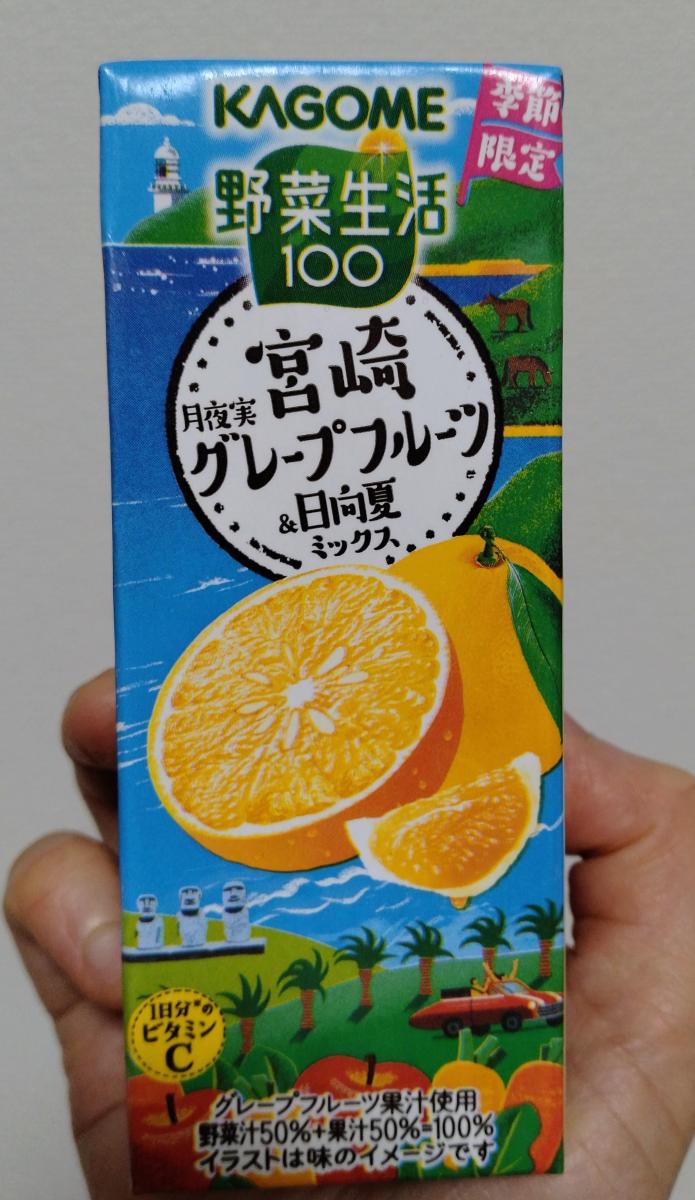 KAGOME
季節
限定
野菜生活
100
宮崎
月夜実
グレープフルーツ
&日向夏
ミックス
1日分*の
ビタミン
C
グレープフルーツ果汁使用
野菜汁50%+果汁50%=100%
イラストは味のイメージです